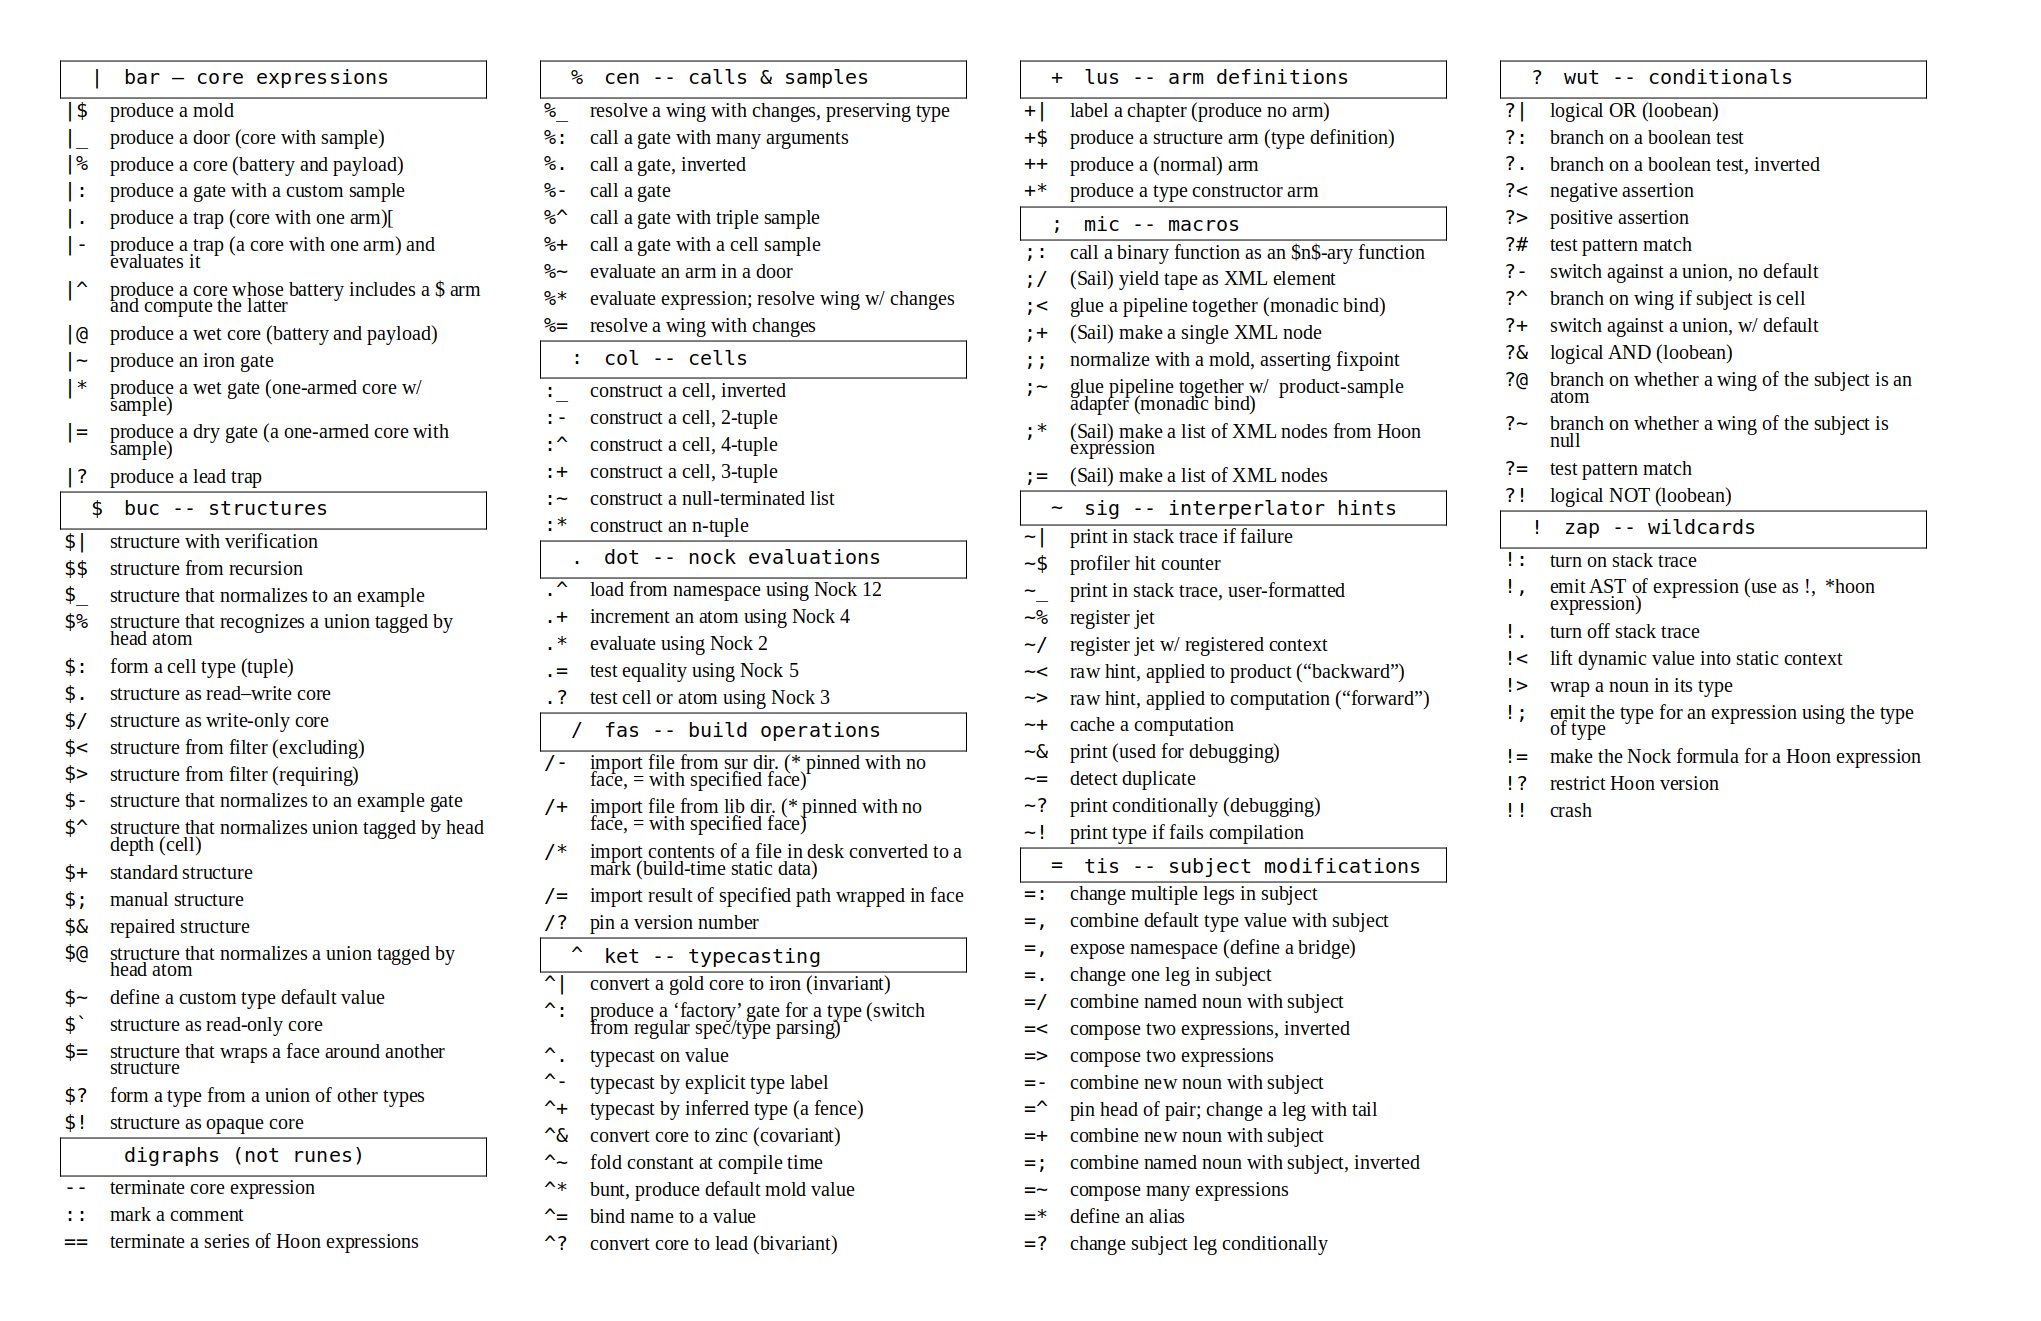 | bar – core expressions
|$ produce a mold
|_ produce a door (core with sample)
|% produce a core (battery and payload)
|: produce a gate with a custom sample
|. produce a trap (core with one arm)[
|- produce a trap (a core with one arm) and
evaluates it
|^ produce a core whose battery includes a $ arm
and compute the latter
|@ produce a wet core (battery and payload)
|~ produce an iron gate
|* produce a wet gate (one-armed core w/
sample)
|= produce a dry gate (a one-armed core with
sample)
|? produce a lead trap
$ buc -- structures
$| structure with verification
$$ structure from recursion
$_ structure that normalizes to an example
$% structure that recognizes a union tagged by
head atom
$: form a cell type (tuple)
$. structure as read–write core
$/ structure as write-only core
$< structure from filter (excluding)
$> structure from filter (requiring)
$- structure that normalizes to an example gate
$^ structure that normalizes union tagged by head
depth (cell)
$+ standard structure
$; manual structure
$& repaired structure
$@ structure that normalizes a union tagged by
head atom
$~ define a custom type default value
$` structure as read-only core
$= structure that wraps a face around another
structure
$? form a type from a union of other types
$! structure as opaque core
digraphs (not runes)
-- terminate core expression
:: mark a comment
== terminate a series of Hoon expressions
% cen -- calls & samples
%_ resolve a wing with changes, preserving type
%: call a gate with many arguments
%. call a gate, inverted
%- call a gate
%^ call a gate with triple sample
%+ call a gate with a cell sample
%~ evaluate an arm in a door
%* evaluate expression; resolve wing w/ changes
%= resolve a wing with changes
: col -- cells
:_ construct a cell, inverted
:- construct a cell, 2-tuple
:^ construct a cell, 4-tuple
:+ construct a cell, 3-tuple
:~ construct a null-terminated list
:* construct an n-tuple
. dot -- nock evaluations
.^ load from namespace using Nock 12
.+ increment an atom using Nock 4
.* evaluate using Nock 2
.= test equality using Nock 5
.? test cell or atom using Nock 3
/ fas -- build operations
/- import file from sur dir. (* pinned with no
face, = with specified face)
/+ import file from lib dir. (* pinned with no
face, = with specified face)
/* import contents of a file in desk converted to a
mark (build-time static data)
/= import result of specified path wrapped in face
/? pin a version number
^ ket -- typecasting
^| convert a gold core to iron (invariant)
^: produce a ‘factory’ gate for a type (switch
from regular spec/type parsing)
^. typecast on value
^- typecast by explicit type label
^+ typecast by inferred type (a fence)
^& convert core to zinc (covariant)
^~ fold constant at compile time
^* bunt, produce default mold value
^= bind name to a value
^? convert core to lead (bivariant)
+ lus -- arm definitions
+| label a chapter (produce no arm)
+$ produce a structure arm (type definition)
++ produce a (normal) arm
+* produce a type constructor arm
; mic -- macros
;: call a binary function as an $n$-ary function
;/ (Sail) yield tape as XML element
;< glue a pipeline together (monadic bind)
;+ (Sail) make a single XML node
;; normalize with a mold, asserting fixpoint
;~ glue pipeline together w/ product-sample
adapter (monadic bind)
;* (Sail) make a list of XML nodes from Hoon
expression
;= (Sail) make a list of XML nodes
~ sig -- interperlator hints
~| print in stack trace if failure
~$ profiler hit counter
~_ print in stack trace, user-formatted
~% register jet
~/ register jet w/ registered context
~< raw hint, applied to product (“backward”)
~> raw hint, applied to computation (“forward”)
~+ cache a computation
~& print (used for debugging)
~= detect duplicate
~? print conditionally (debugging)
~! print type if fails compilation
= tis -- subject modifications
=: change multiple legs in subject
=, combine default type value with subject
=, expose namespace (define a bridge)
=. change one leg in subject
=/ combine named noun with subject
=< compose two expressions, inverted
=> compose two expressions
=- combine new noun with subject
=^ pin head of pair; change a leg with tail
=+ combine new noun with subject
=; combine named noun with subject, inverted
=~ compose many expressions
=* define an alias
=? change subject leg conditionally
? wut -- conditionals
?| logical OR (loobean)
?: branch on a boolean test
?. branch on a boolean test, inverted
?< negative assertion
?> positive assertion
?# test pattern match
?- switch against a union, no default
?^ branch on wing if subject is cell
?+ switch against a union, w/ default
?& logical AND (loobean)
?@ branch on whether a wing of the subject is an
atom
?~ branch on whether a wing of the subject is
null
?= test pattern match
?! logical NOT (loobean)
! zap -- wildcards
!: turn on stack trace
!, emit AST of expression (use as !, *hoon
expression)
!. turn off stack trace
!< lift dynamic value into static context
!> wrap a noun in its type
!; emit the type for an expression using the type
of type
!= make the Nock formula for a Hoon expression
!? restrict Hoon version
!! crash